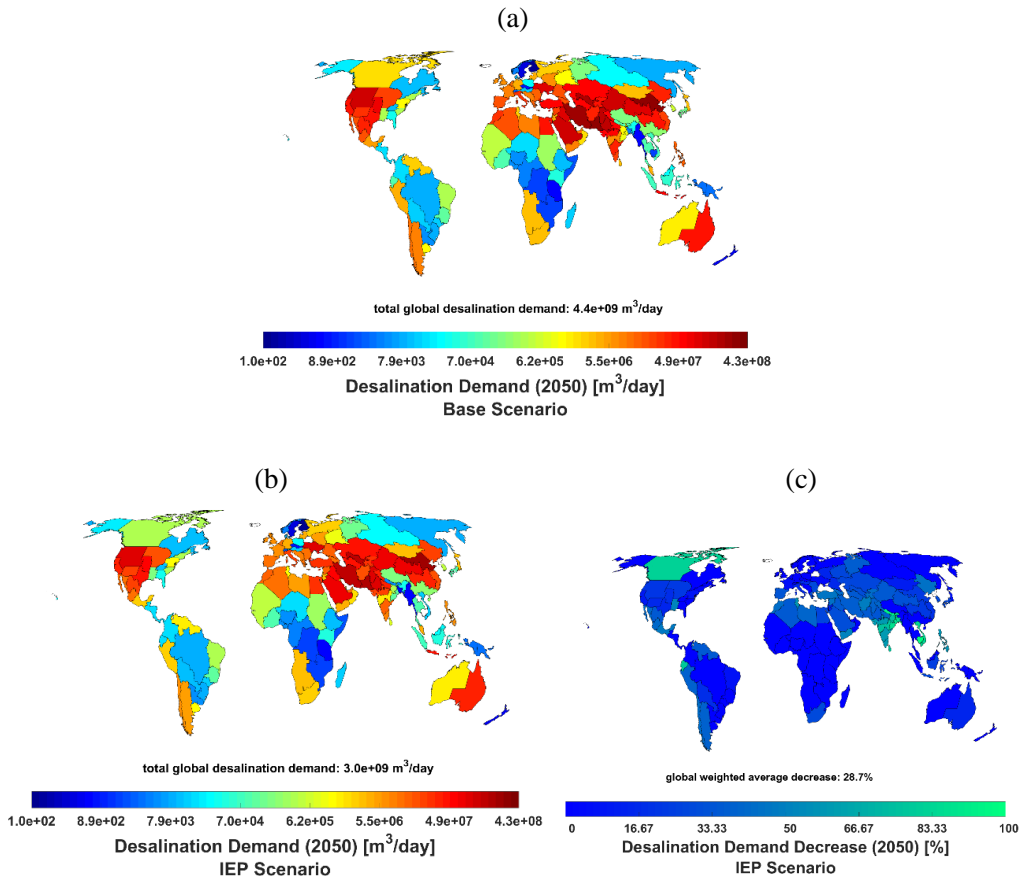 (a)
total global desalination demand: 4.4e+09 m³/day
1.0e+02 8.9e+02 7.9e+03 7.0e+04 6.2e+05 5.5e+06 4.9e+07 4.3e+08
Desalination Demand (2050) [m³/day]
Base Scenario
(b)
total global desalination demand: 3.0e+09 m³/day
1.0e+02 8.9e+02 7.9e+03 7.0e+04 6.2e+05 5.5e+06 4.9e+07 4.3e+08
Desalination Demand (2050) [m³/day]
IEP Scenario
(c)
global weighted average decrease: 28.7%
0 16.67 33.33 50 66.67 83.33 100
Desalination Demand Decrease (2050) [%]
IEP Scenario